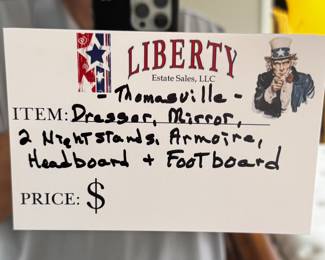 LIBERTY
Estate Sales, LLC
- Thomasville -
ITEM: Dresser, Mirror,
2 Nightstands, Armoire,
Headboard + Footboard
PRICE: $